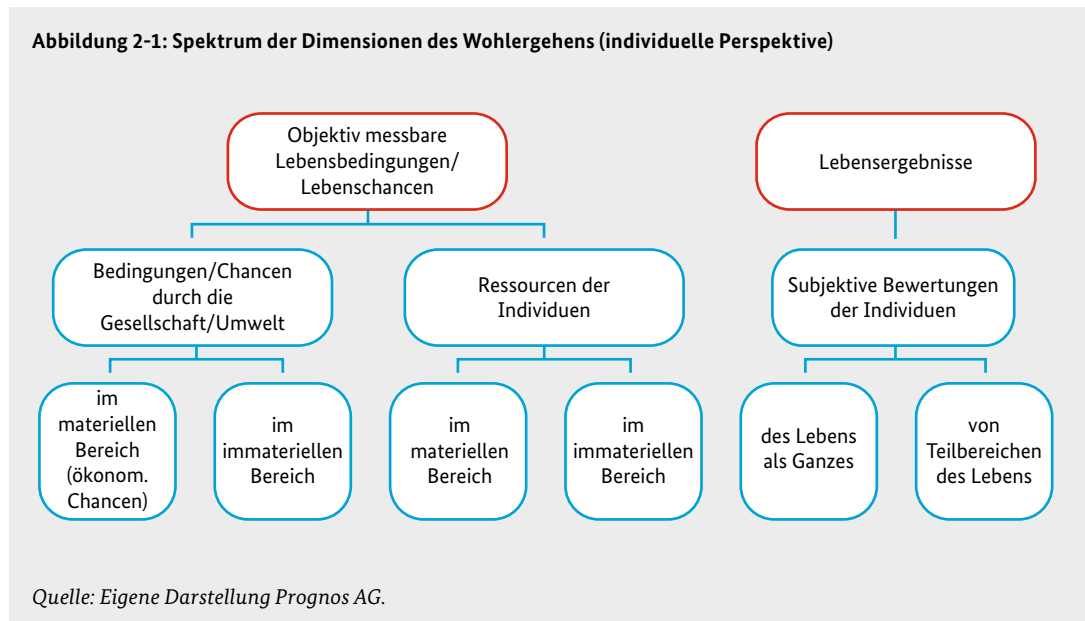 Abbildung 2-1: Spektrum der Dimensionen des Wohlergehens (individuelle Perspektive)
Objektiv messbare
Lebensbedingungen/
Lebenschancen
Lebensergebnisse
Bedingungen/Chancen
durch die
Gesellschaft/Umwelt
Ressourcen der
Individuen
Subjektive Bewertungen
der Individuen
im
materiellen
Bereich
(ökonom.
Chancen)
im
immateriellen
Bereich
im
materiellen
Bereich
im
immateriellen
Bereich
des Lebens
als Ganzes
von
Teilbereichen
des Lebens
Quelle: Eigene Darstellung Prognos AG.